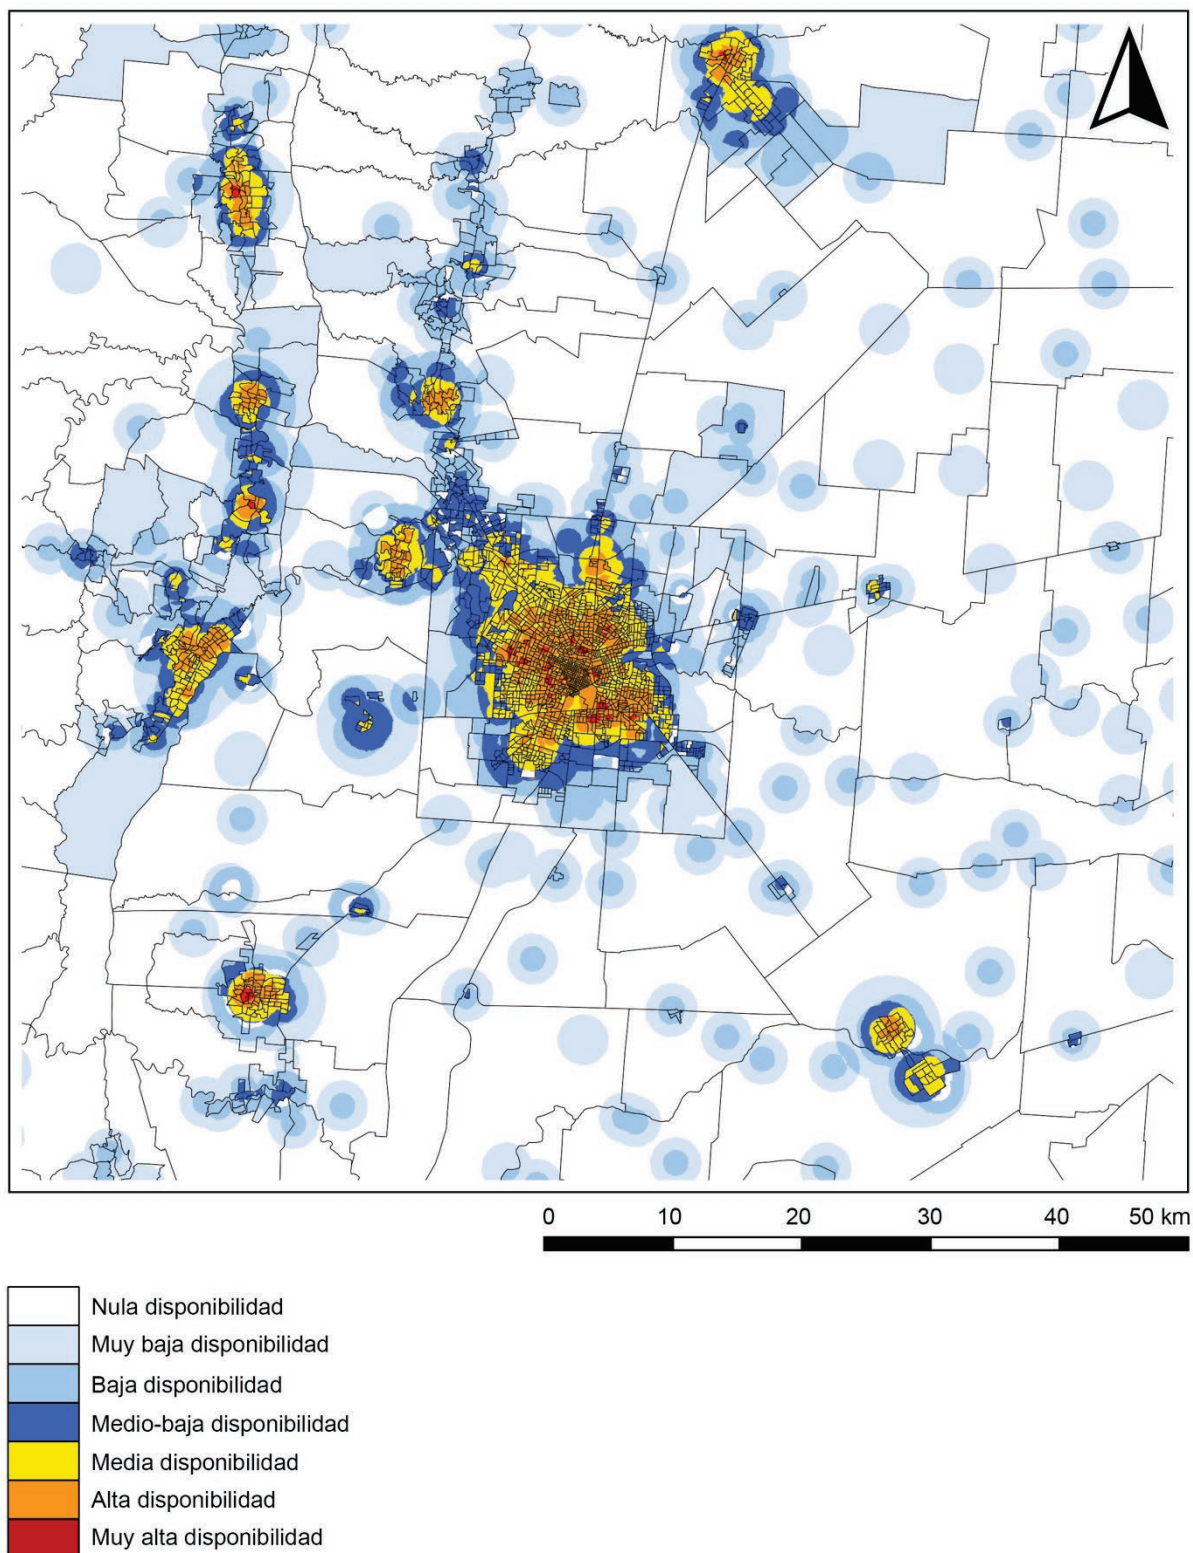 0 10 20 30 40 50 km
Nula disponibilidad
Muy baja disponibilidad
Baja disponibilidad
Medio-baja disponibilidad
Media disponibilidad
Alta disponibilidad
Muy alta disponibilidad